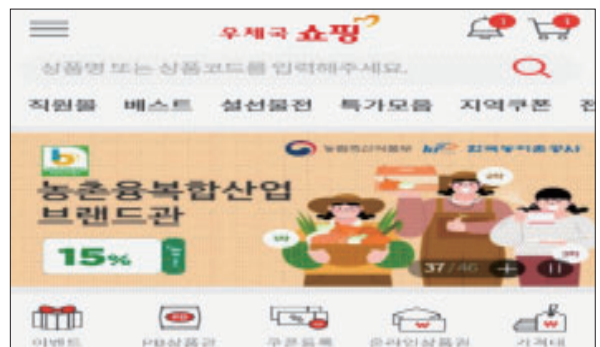 우체국 쇼핑
상품명 또는 상품코드를 입력해주세요.
직원몰 베스트 설선물전 특가모음 지역쿠폰 전
농림축산식품부 한국농어촌공사
농촌융복합산업
브랜드관
15%
37/46
이벤트 PB상품관 쿠폰등록 온라인상품권 가격대